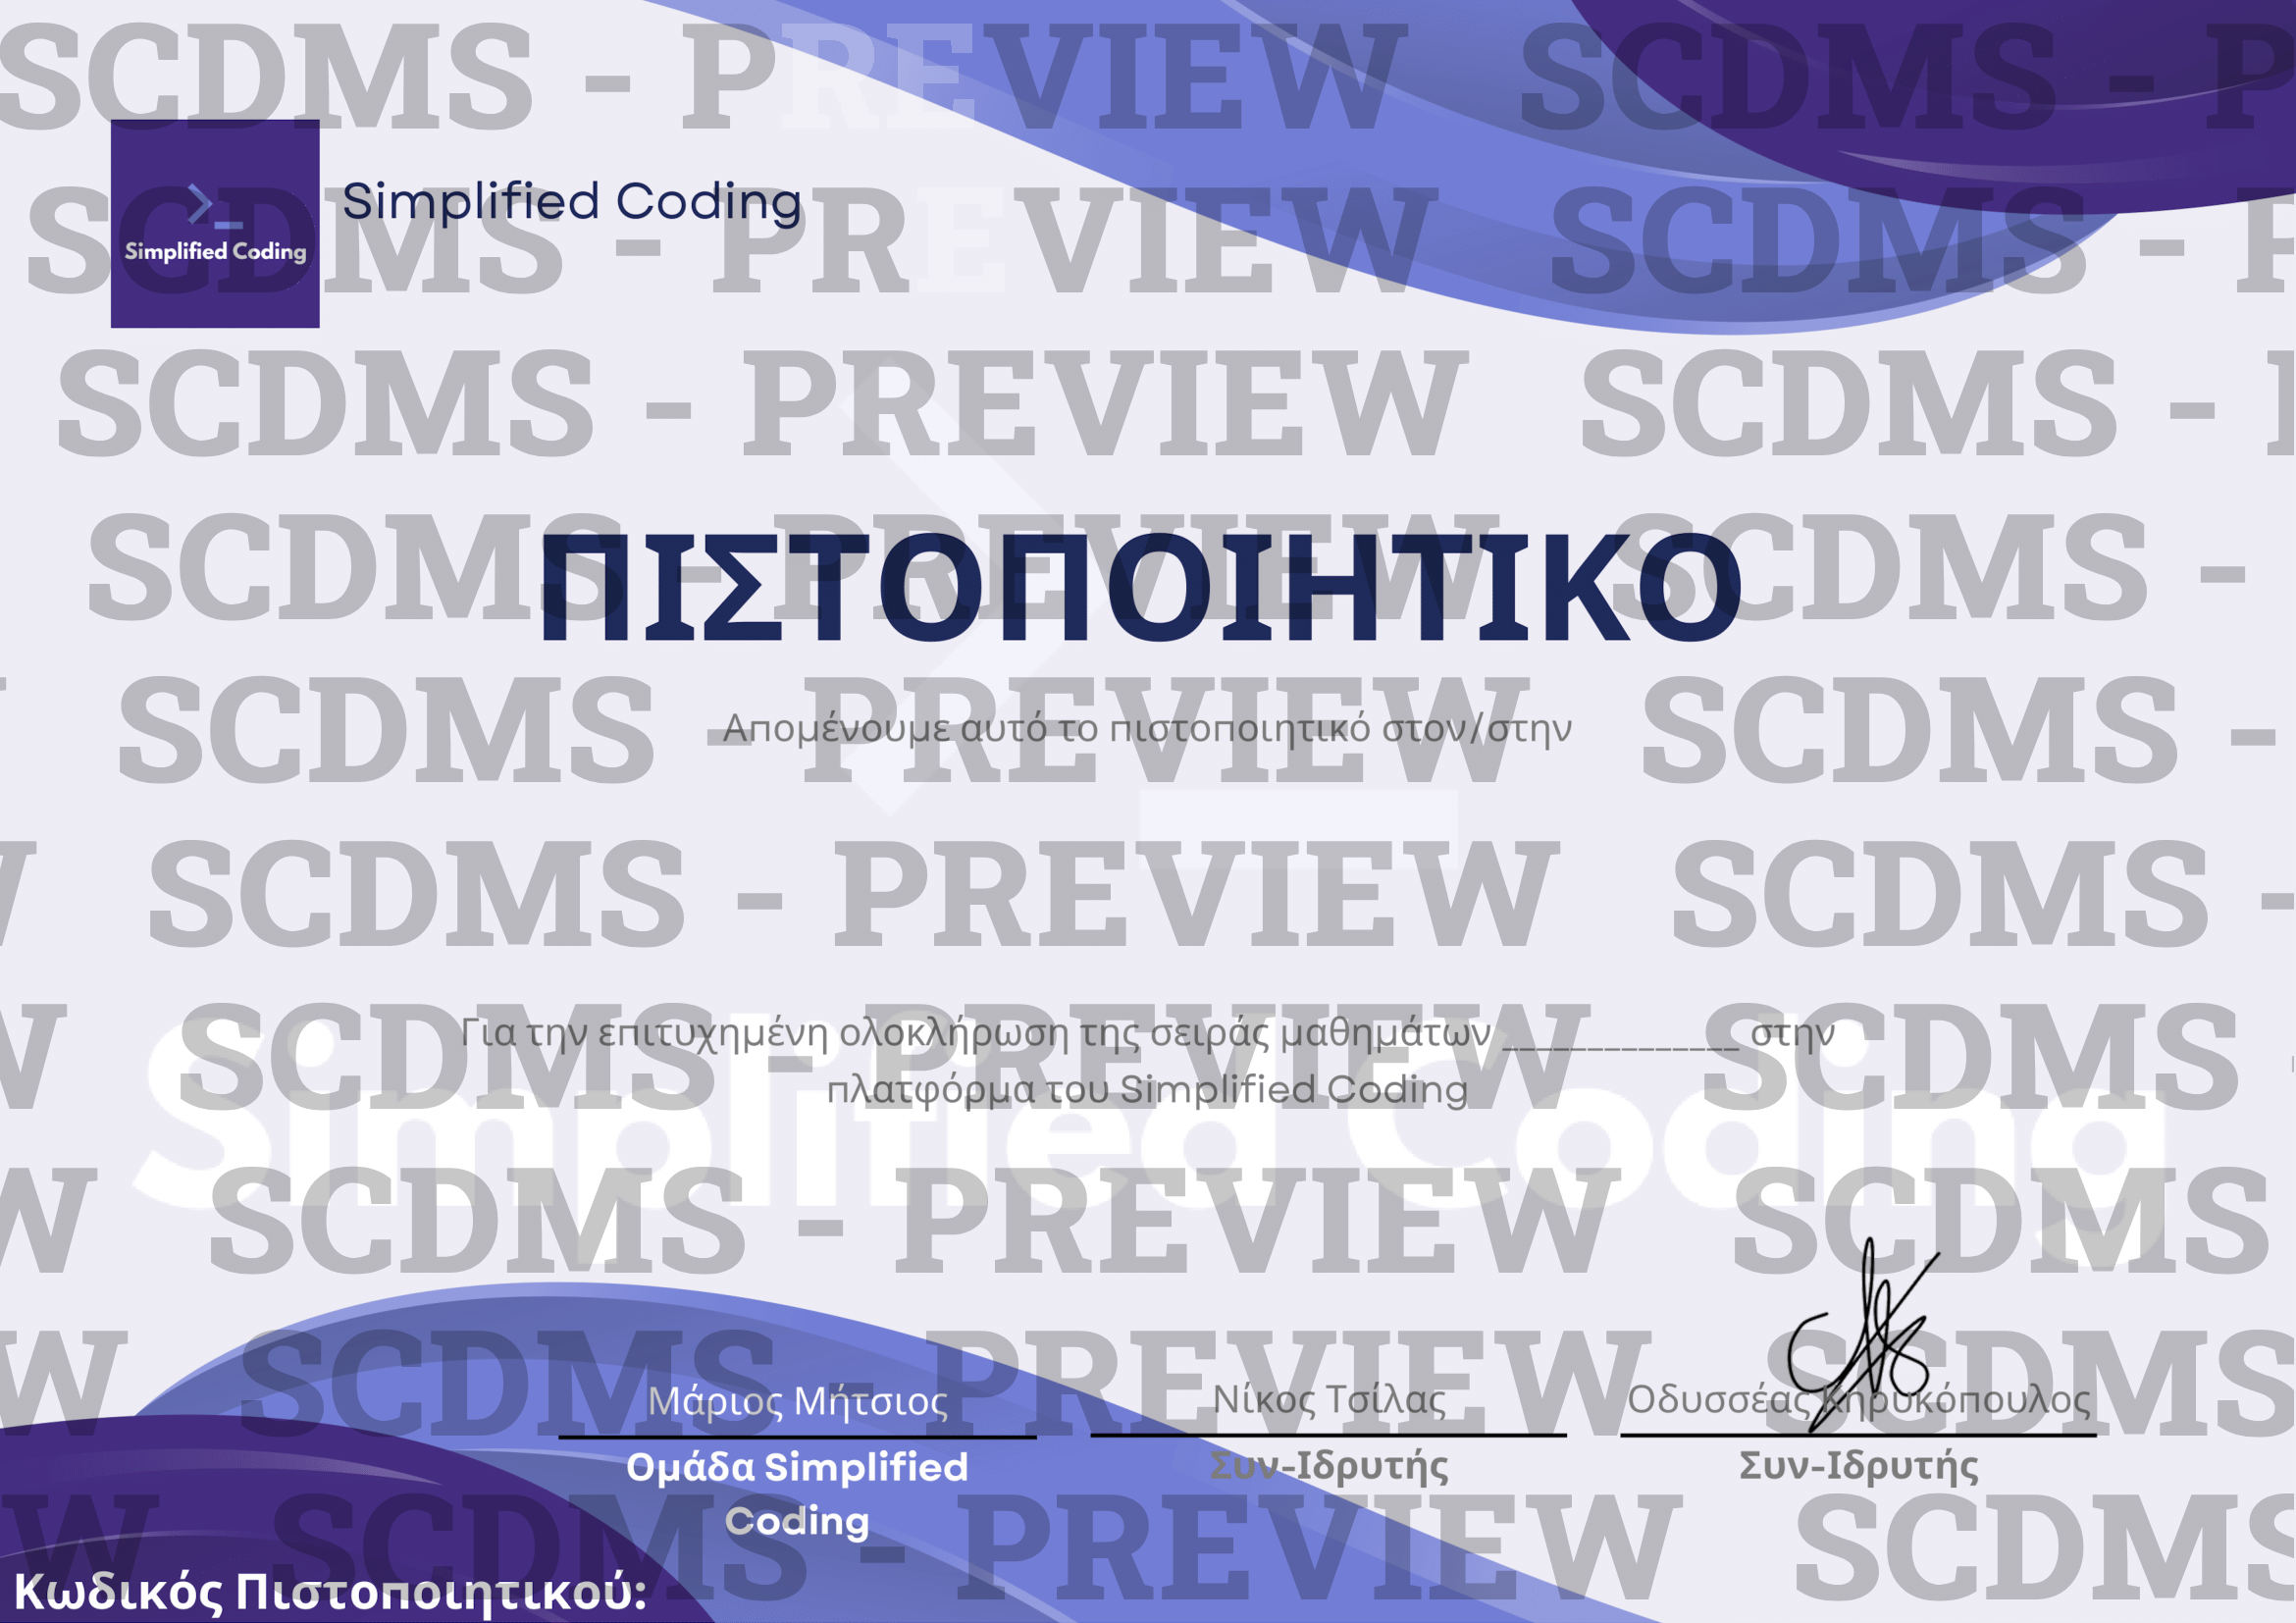 SCDMS - PREVIEW SCDMS - P
Simplified Coding
Simplified Coding
SCDMS - PREVIEW SCDMS - P
SCDMS - PREVIEW SCDMS -
SCDMS - PREVIEW SCDMS -
ΠΙΣΤΟΠΟΙΗΤΙΚΟ
SCDMS - PREVIEW SCDMS -
Απομένουμε αυτό το πιστοποιητικό στον/στην
SCDMS - PREVIEW SCDMS -
W SCDMS - PREVIEW SCDMS
Για την επιτυχημένη ολοκλήρωση της σειράς μαθημάτων ______________ στην
πλατφόρμα του Simplified Coding
Simplified Coding
W SCDMS - PREVIEW SCDMS
W SCDMS - PREVIEW SCDMS
Μάριος Μήτσιος Νίκος Τσίλας Οδυσσέας Κηρυκόπουλος
Ομάδα Simplified Συν-Ιδρυτής Συν-Ιδρυτής
Coding
W SCDMS - PREVIEW SCDMS
Κωδικός Πιστοποιητικού: